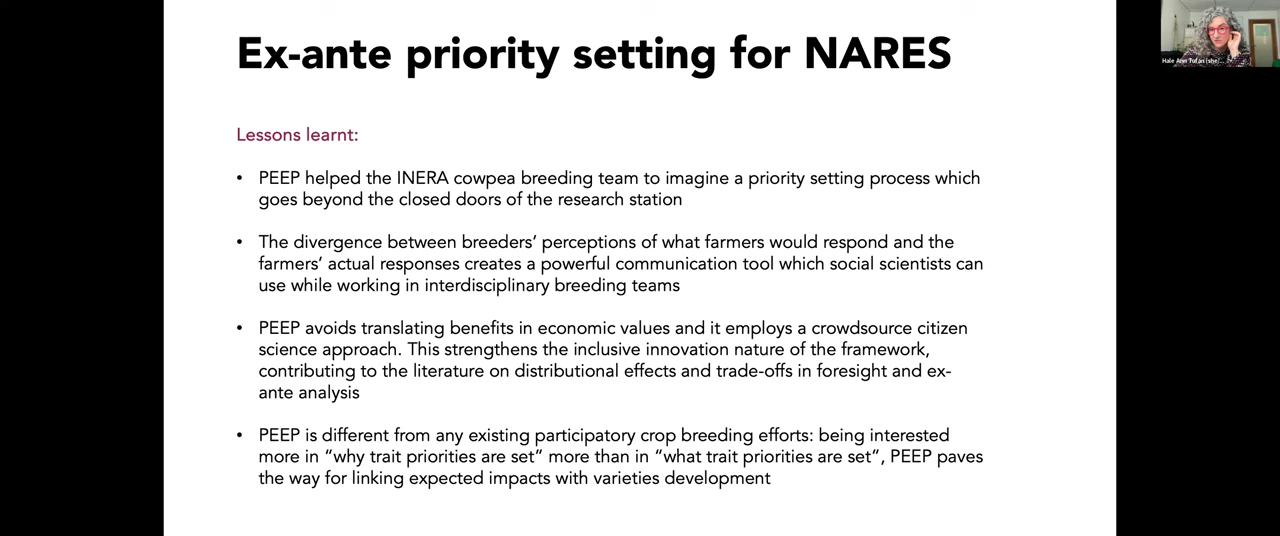 Ex-ante priority setting for NARES
Hale Ann Tufan (she/...
Lessons learnt:
• PEEP helped the INERA cowpea breeding team to imagine a priority setting process which
goes beyond the closed doors of the research station
• The divergence between breeders’ perceptions of what farmers would respond and the
farmers’ actual responses creates a powerful communication tool which social scientists can
use while working in interdisciplinary breeding teams
• PEEP avoids translating benefits in economic values and it employs a crowdsource citizen
science approach. This strengthens the inclusive innovation nature of the framework,
contributing to the literature on distributional effects and trade-offs in foresight and ex-
ante analysis
• PEEP is different from any existing participatory crop breeding efforts: being interested
more in “why trait priorities are set” more than in “what trait priorities are set”, PEEP paves
the way for linking expected impacts with varieties development